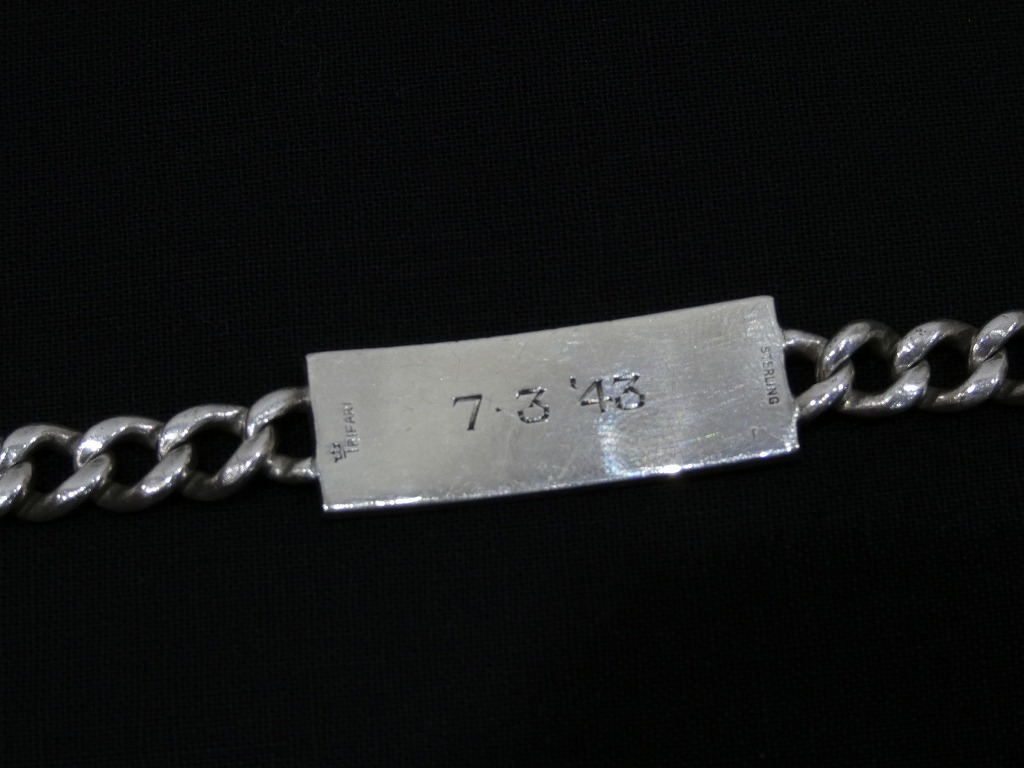 TRIFARI
7·3 '43
STERLING